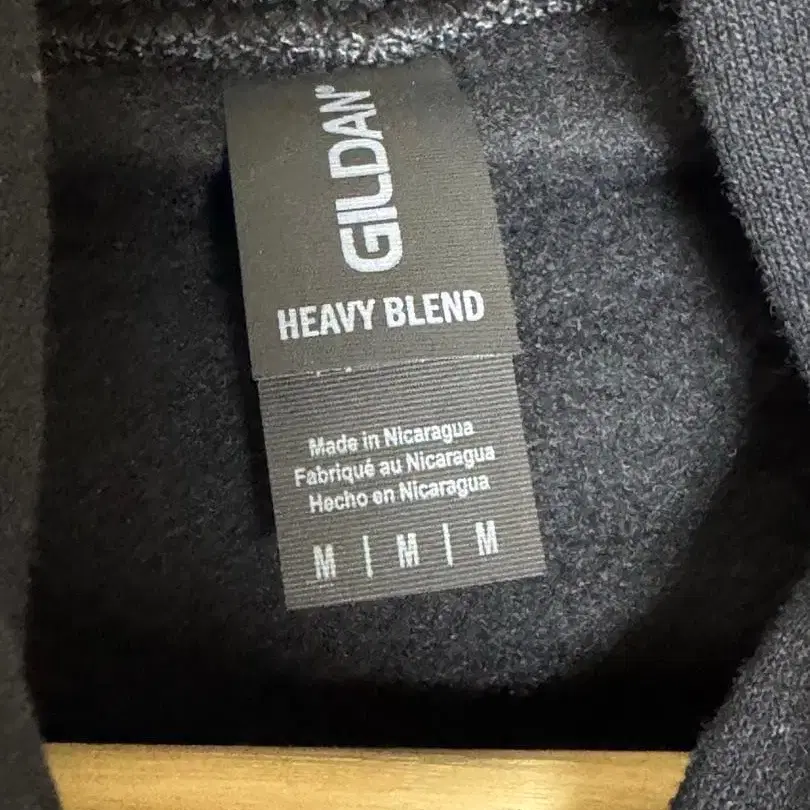 GILDAN®
HEAVY BLEND
Made in Nicaragua
Fabriqué au Nicaragua
Hecho en Nicaragua
M | M | M